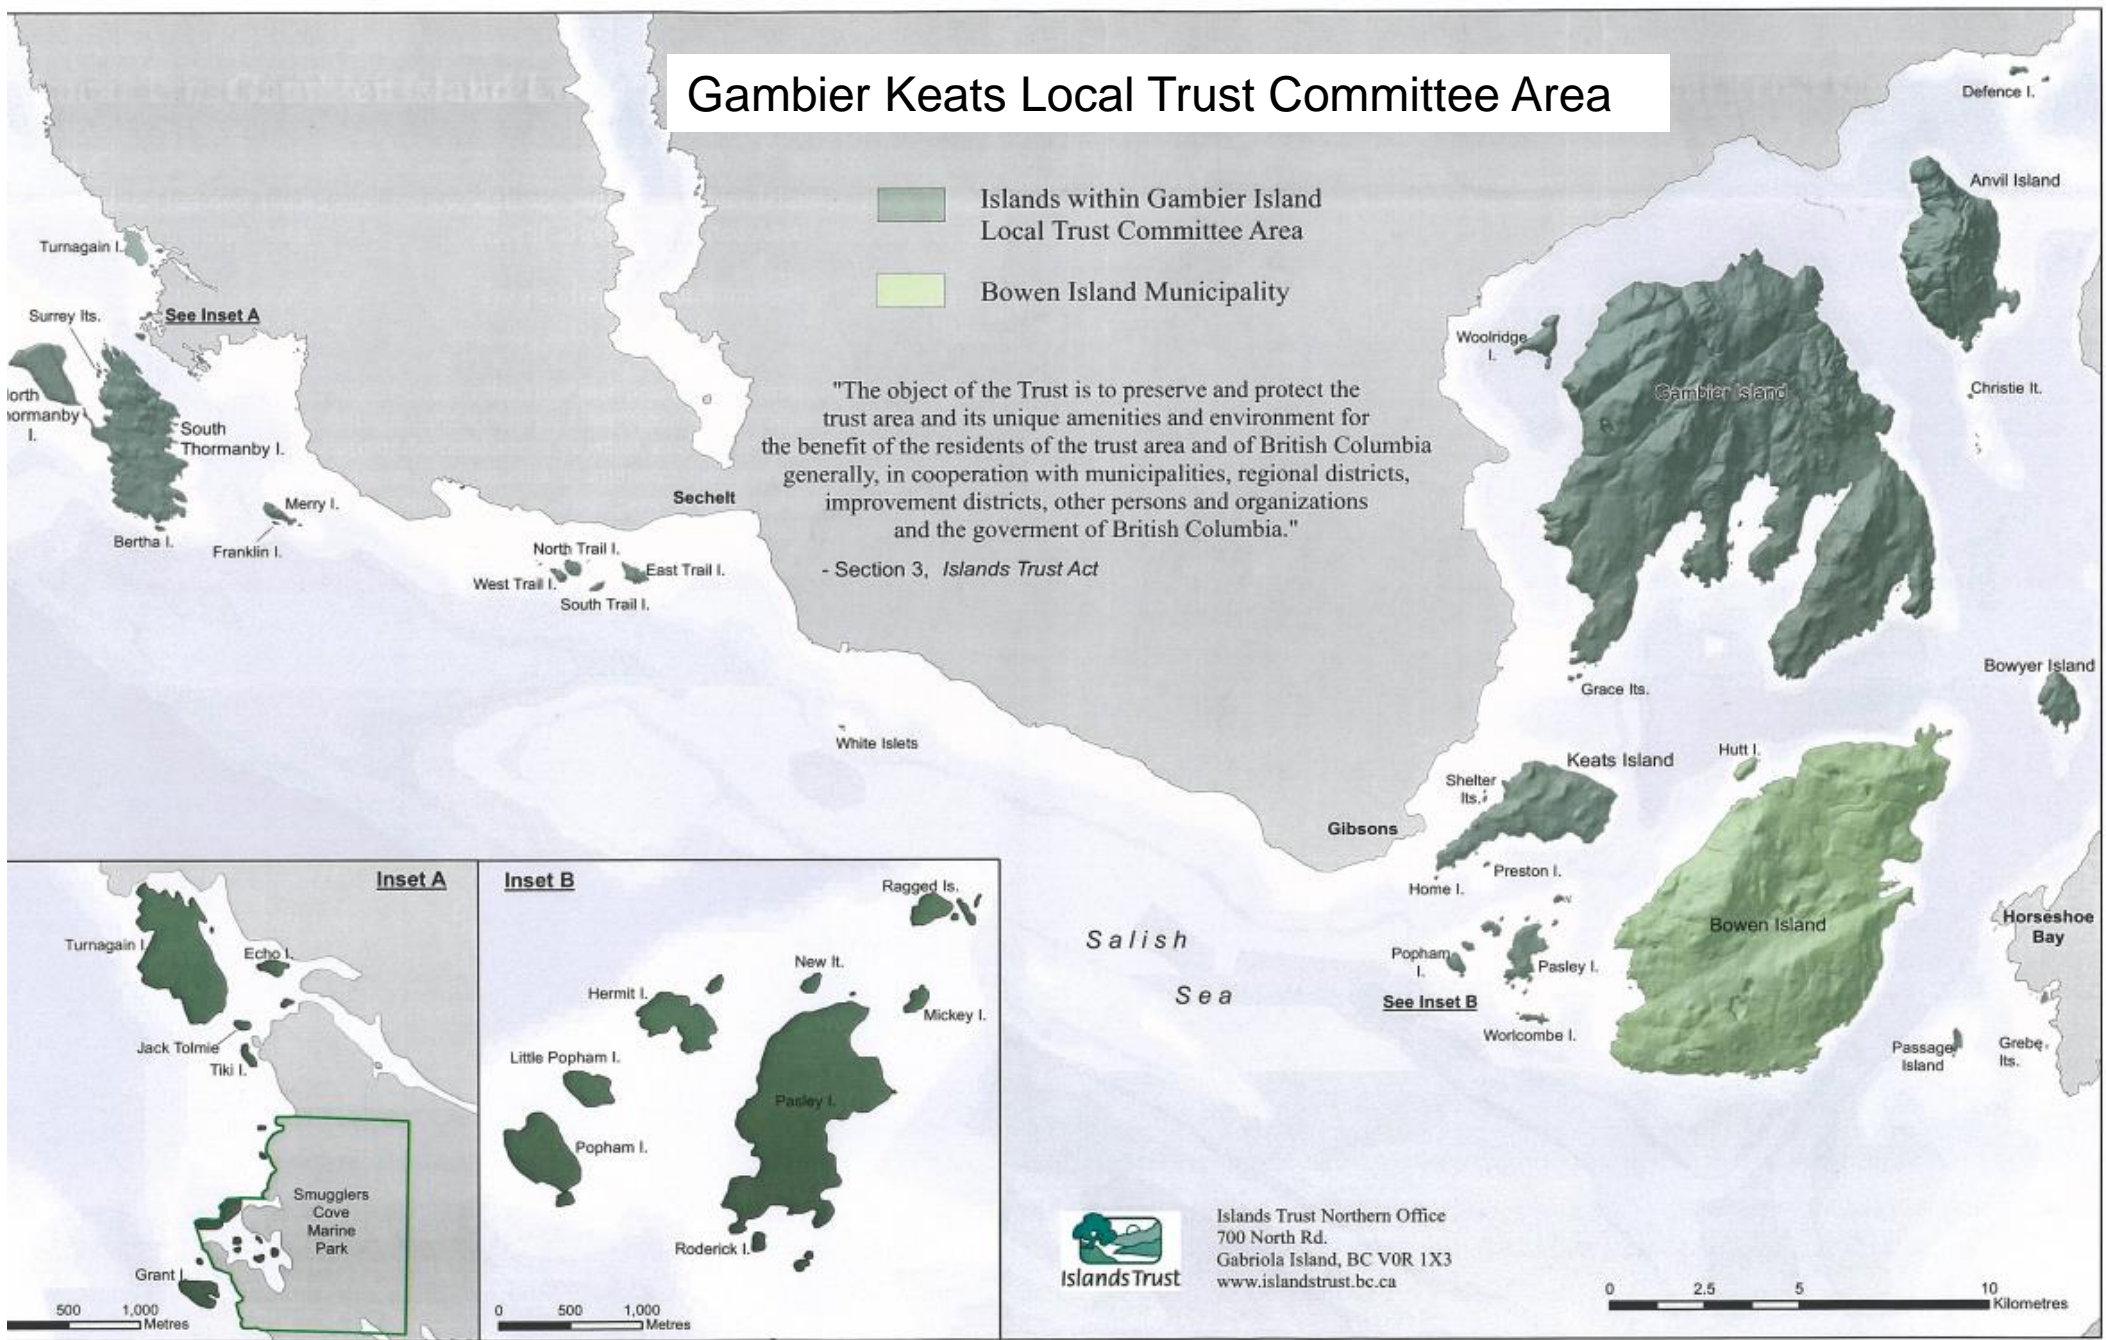 Gambier Keats Local Trust Committee Area
Defence I.
Islands within Gambier Island
Local Trust Committee Area
Anvil Island
Turnagain I.
Bowen Island Municipality
Surrey Its.
See Inset A
Woolridge
I.
"The object of the Trust is to preserve and protect the
trust area and its unique amenities and environment for
the benefit of the residents of the trust area and of British Columbia
generally, in cooperation with municipalities, regional districts,
improvement districts, other persons and organizations
and the goverment of British Columbia."
- Section 3, Islands Trust Act
Gambier Island
Christie It.
orth
ormanby
I.
South
Thormanby I.
Sechelt
Merry I.
Bertha I.
Franklin I.
North Trail I.
West Trail I.
East Trail I.
South Trail I.
Bowyer Island
Grace Its.
White Islets
Keats Island
Hutt I.
Shelter
Its.
Gibsons
Preston I.
Home I.
Bowen Island
Horseshoe
Bay
Salish
Sea
Popham
I.
Pasley I.
See Inset B
Worlcombe I.
Passage
Island
Grebe
Its.
Inset A
Turnagain I.
Echo I.
Jack Tolmie
Tiki I.
Smugglers
Cove
Marine
Park
Grant I.
500 1,000
Metres
Inset B
Ragged Is.
New It.
Hermit I.
Mickey I.
Little Popham I.
Pasley I.
Popham I.
Roderick I.
0 500 1,000
Metres
Islands Trust
Islands Trust Northern Office
700 North Rd.
Gabriola Island, BC V0R 1X3
www.islandstrust.bc.ca
0 2.5 5 10
Kilometres